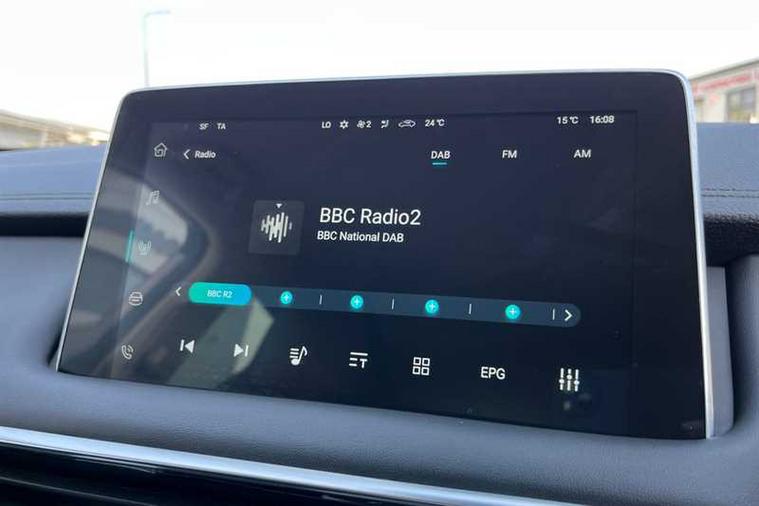 SF TA LO 2 24°C 15°C 16:08
Radio DAB FM AM
BBC Radio2
BBC National DAB
BBC R2
EPG